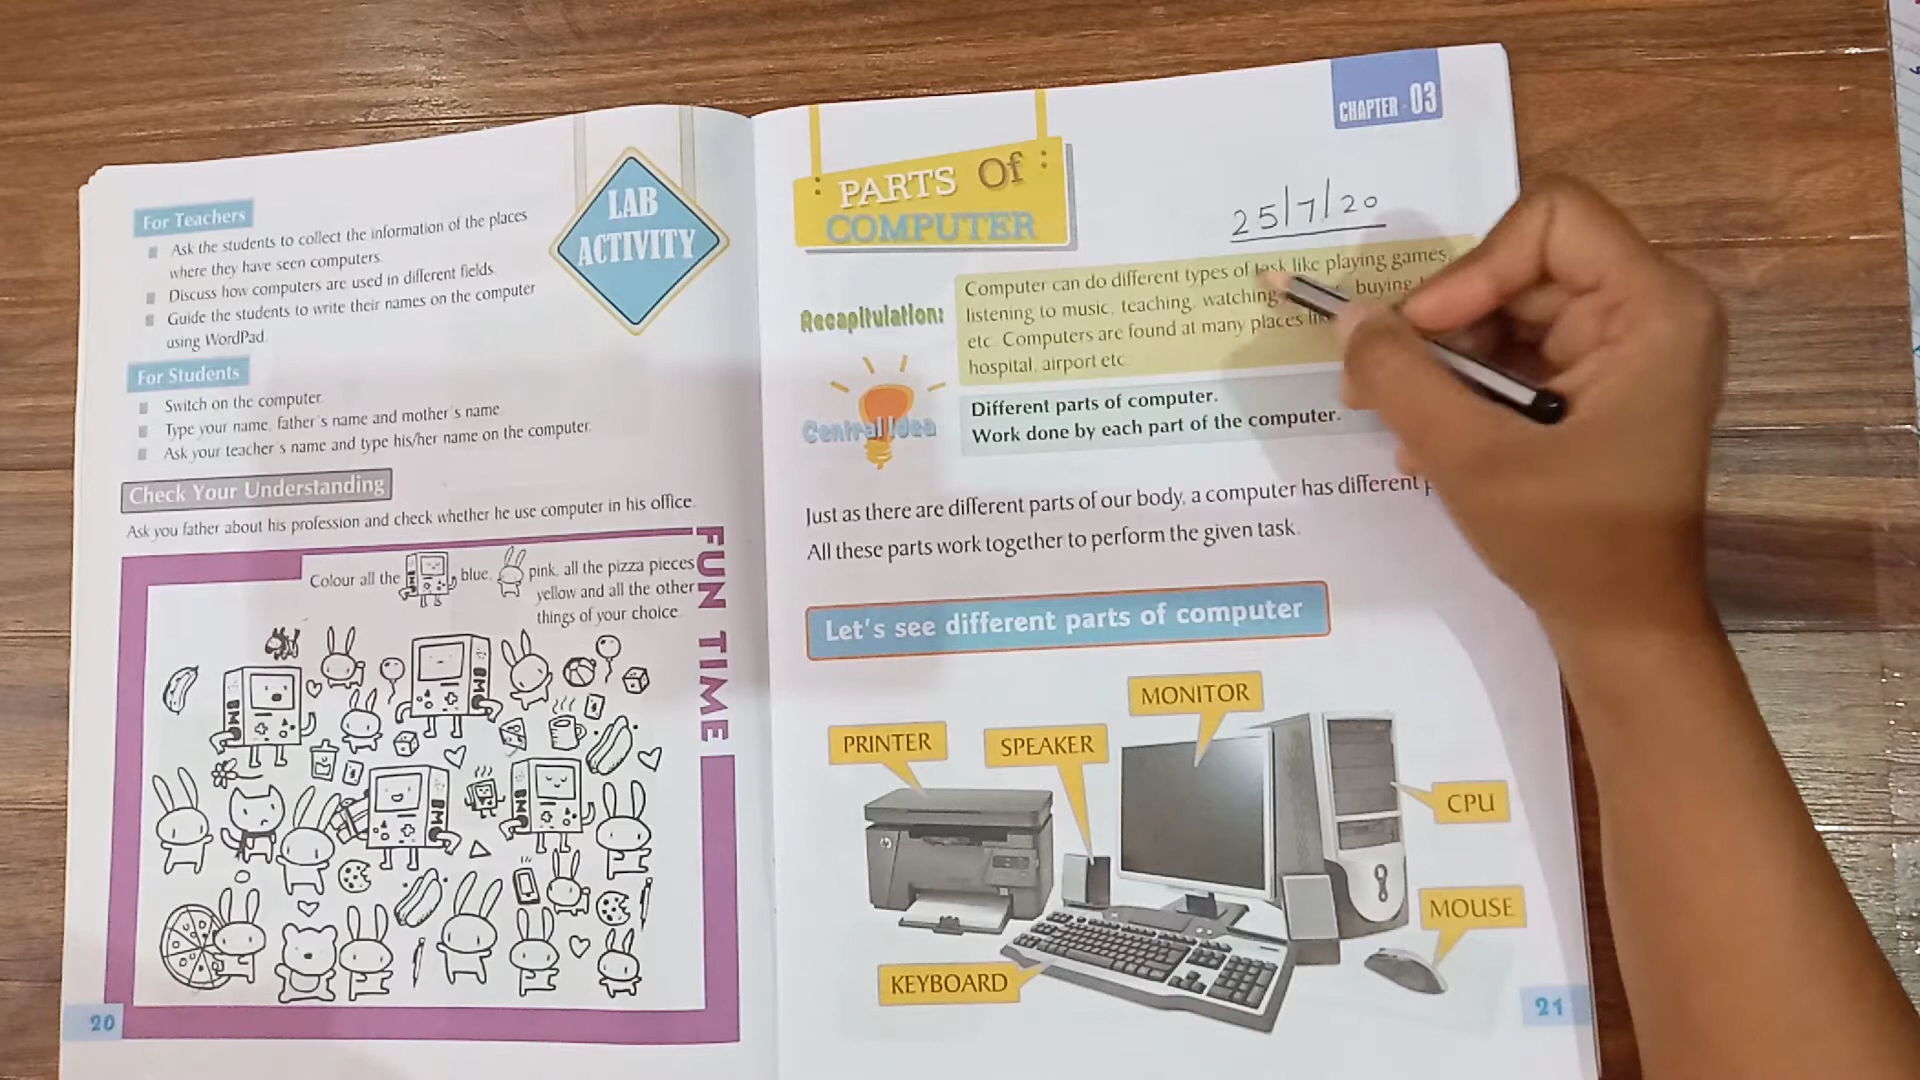 For Teachers
Ask the students to collect the information of the places
where they have seen computers.
Discuss how computers are used in different fields.
Guide the students to write their names on the computer
using WordPad.
For Students
Switch on the computer.
Type your name, father's name and mother's name.
Ask your teacher's name and type his/her name on the computer.
LAB
ACTIVITY
Check Your Understanding
Ask you father about his profession and check whether he use computer in his office.
FUN TIME
Colour all the blue, pink, all the pizza pieces
yellow and all the other
things of your choice.
BMO
BMO
BMO
BMO
20
CHAPTER - 03
PARTS Of
COMPUTER
25/7/20
Recapitulation:
Computer can do different types of task like playing games,
listening to music, teaching, watching buying
etc. Computers are found at many places
hospital, airport etc.
Central Idea
Different parts of computer.
Work done by each part of the computer.
Just as there are different parts of our body, a computer has different
All these parts work together to perform the given task.
Let's see different parts of computer
MONITOR
PRINTER
SPEAKER
CPU
MOUSE
KEYBOARD
hp
21